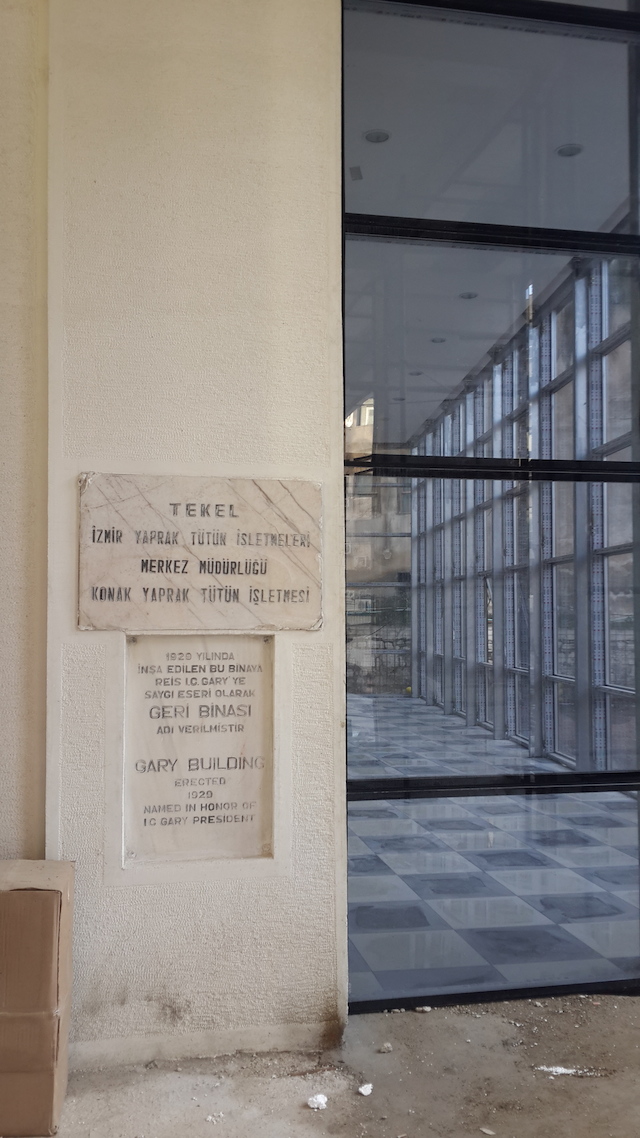 TEKEL
İZMİR YAPRAK TÜTÜN İŞLETMELERİ
MERKEZ MÜDÜRLÜĞÜ
KONAK YAPRAK TÜTÜN İŞLETMESİ
1929 YILINDA
İNŞA EDİLEN BU BİNAYA
REİS I.C. GARY'YE
SAYGI ESERİ OLARAK
GERİ BİNASI
ADI VERİLMİSTİR
GARY BUILDING
ERECTED
1929
NAMED IN HONOR OF
I C GARY PRESIDENT